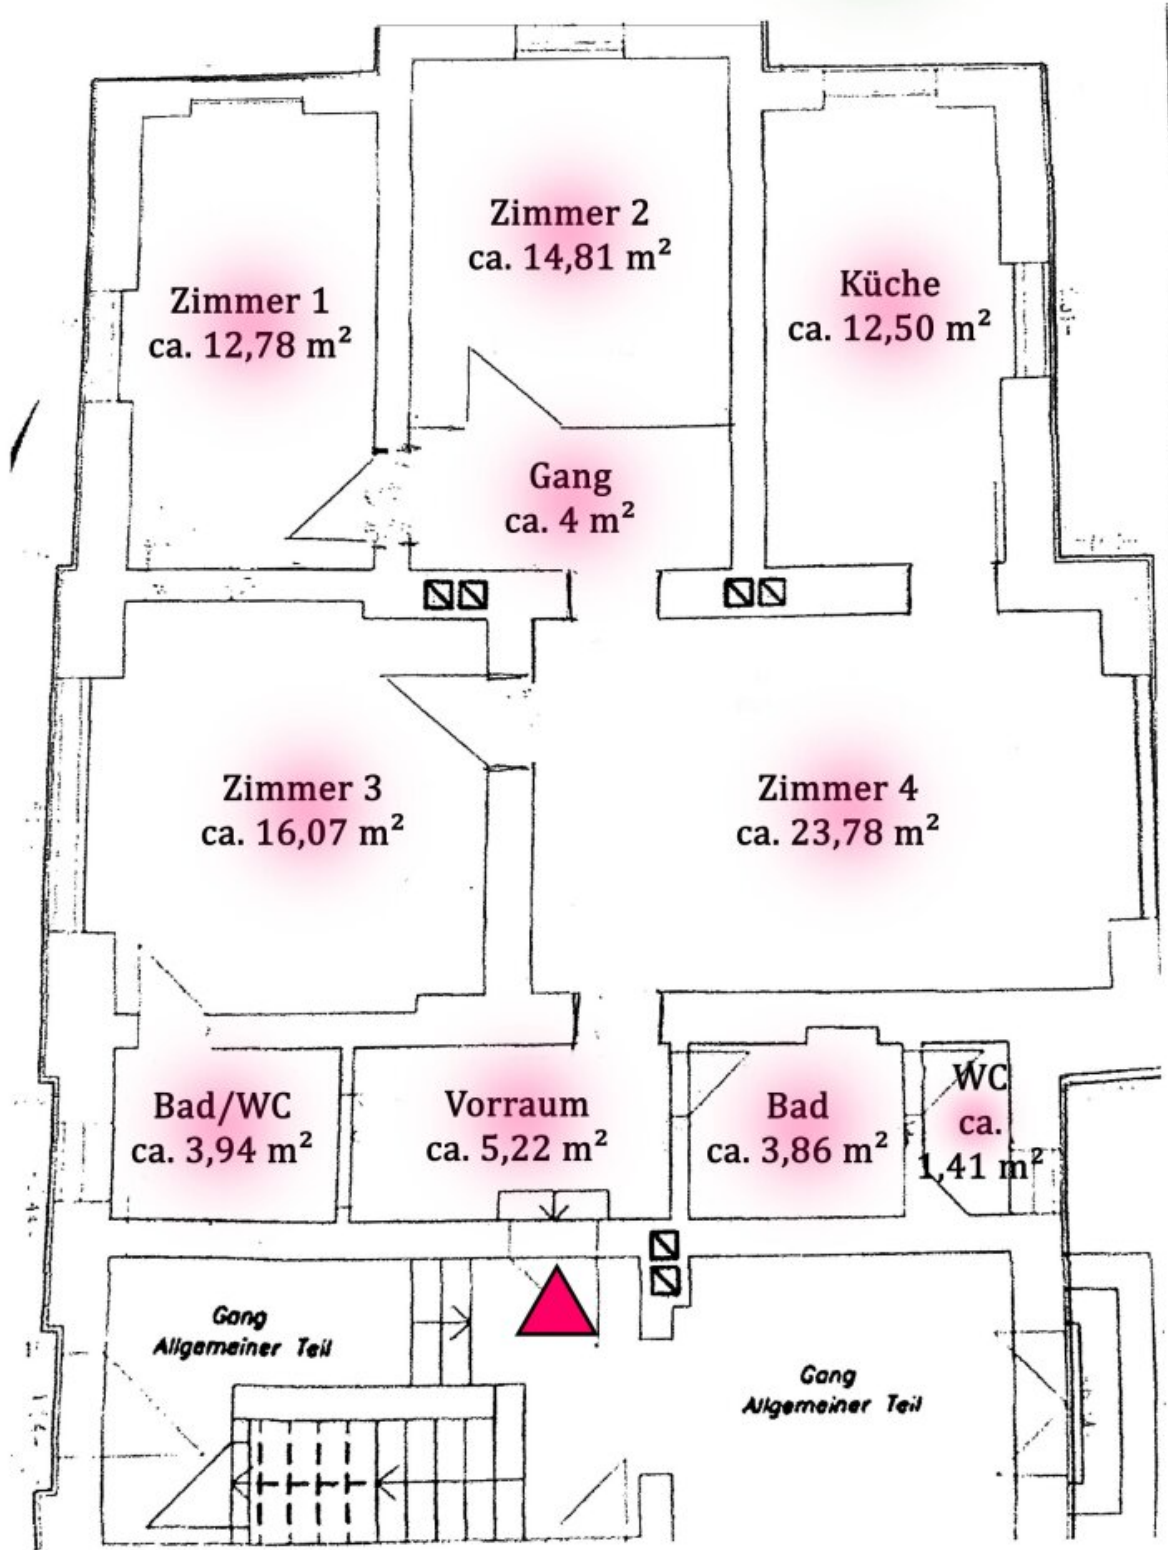 Zimmer 2
ca. 14,81 m²
Zimmer 1
ca. 12,78 m²
Küche
ca. 12,50 m²
Gang
ca. 4 m²
Zimmer 3
ca. 16,07 m²
Zimmer 4
ca. 23,78 m²
Bad/WC
ca. 3,94 m²
Vorraum
ca. 5,22 m²
Bad
ca. 3,86 m²
WC
ca.
1,41 m²
Gang
Allgemeiner Teil
Gang
Allgemeiner Teil